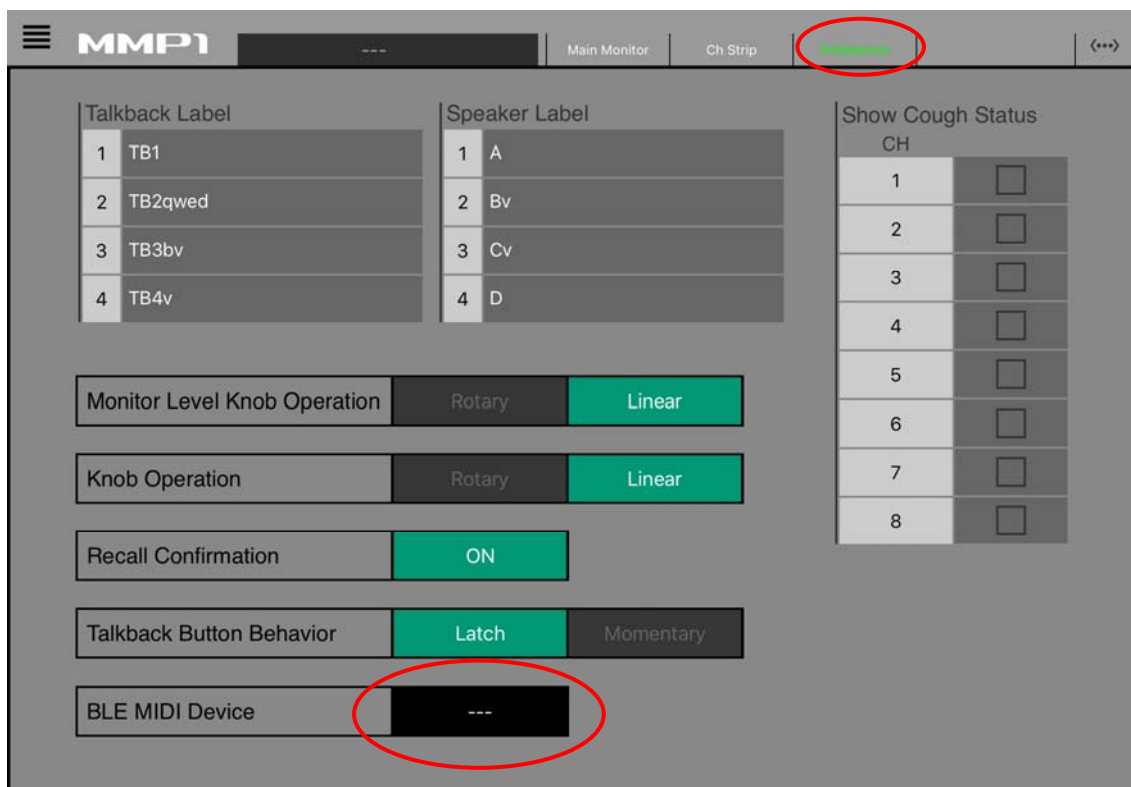 MMP1
---
Main Monitor
Ch Strip
Preference
Talkback Label
1 TB1
2 TB2qwed
3 TB3bv
4 TB4v
Speaker Label
1 A
2 Bv
3 Cv
4 D
Show Cough Status
CH
1
2
3
4
5
6
7
8
Monitor Level Knob Operation Rotary Linear
Knob Operation Rotary Linear
Recall Confirmation ON
Talkback Button Behavior Latch Momentary
BLE MIDI Device ---